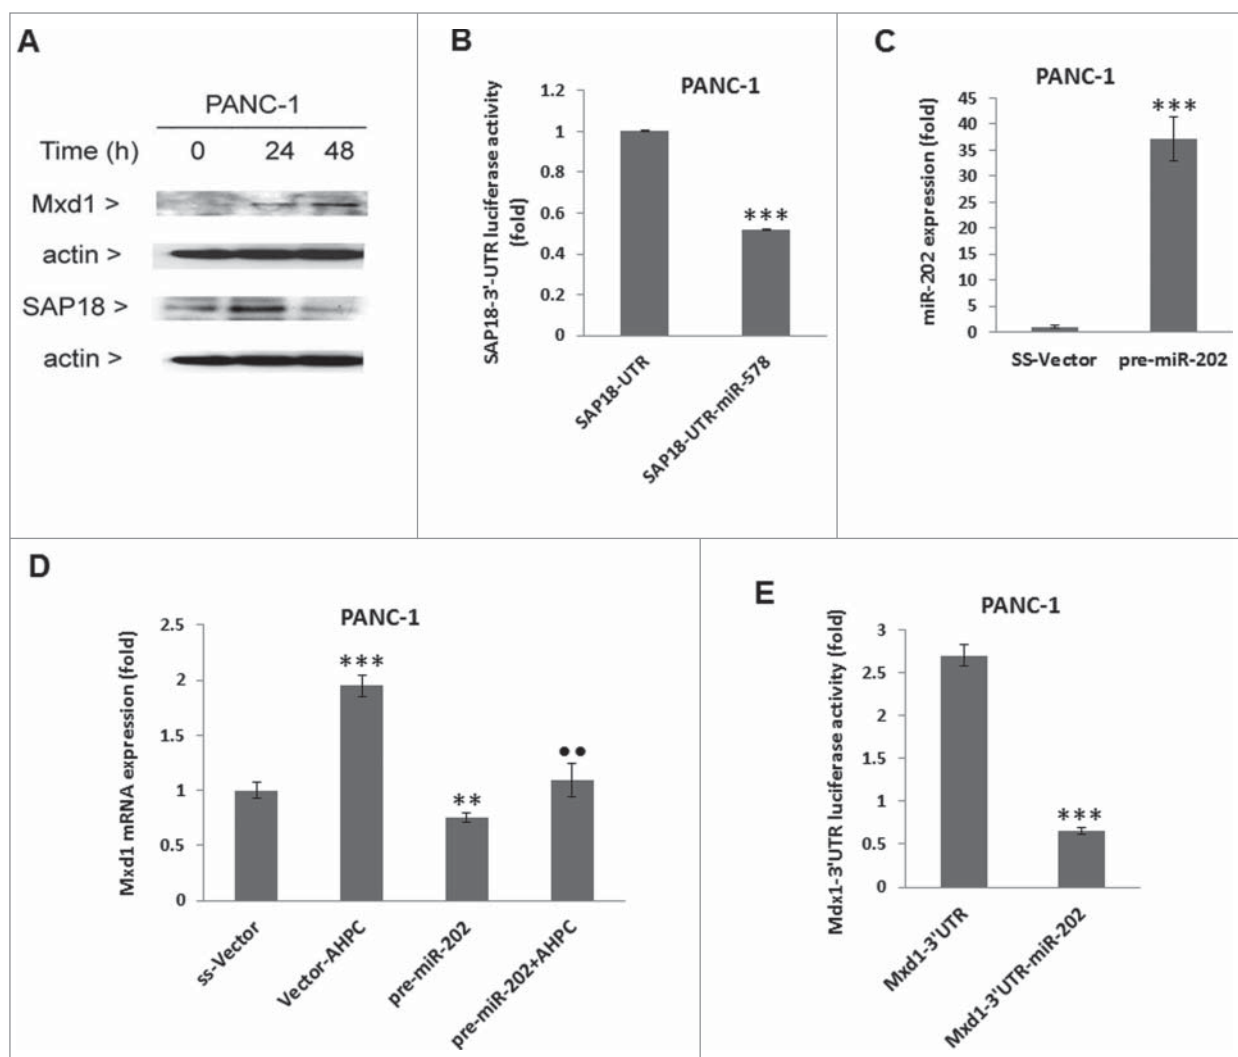 A
PANC-1
Time (h) 0 24 48
Mxd1 >
actin >
SAP18 >
actin >
B
PANC-1
SAP18-3'-UTR luciferase activity
(fold)
1.2
1
0.8
0.6
0.4
0.2
0
***
SAP18-UTR
SAP18-UTR-miR-578
C
PANC-1
miR-202 expression (fold)
45
40
35
30
25
20
15
10
5
0
***
SS-Vector pre-miR-202
D
PANC-1
Mxd1 mRNA expression (fold)
2.5
2
1.5
1
0.5
0
***
**
••
ss-Vector
Vector-AHPC
pre-miR-202
pre-miR-202+AHPC
E
PANC-1
Mdx1-3'UTR luciferase activity (fold)
3
2.5
2
1.5
1
0.5
0
***
Mxd1-3'UTR
Mxd1-3'UTR-miR-202